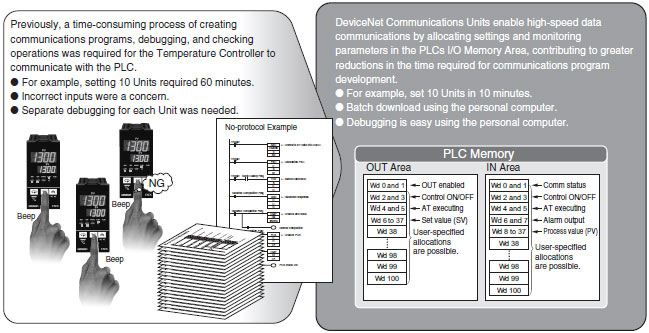 Previously, a time-consuming process of creating
communications programs, debugging, and checking
operations was required for the Temperature Controller to
communicate with the PLC.
● For example, setting 10 Units required 60 minutes.
● Incorrect inputs were a concern.
● Separate debugging for each Unit was needed.
No-protocol Example
1300
1300
1300
1300
1300
1300
NG
Beep
Beep
Beep
DeviceNet Communications Units enable high-speed data
communications by allocating settings and monitoring
parameters in the PLCs I/O Memory Area, contributing to greater
reductions in the time required for communications program
development.
● For example, set 10 Units in 10 minutes.
● Batch download using the personal computer.
● Debugging is easy using the personal computer.
PLC Memory
OUT Area
Wd 0 and 1 OUT enabled
Wd 2 and 3 Control ON/OFF
Wd 4 and 5 AT executing
Wd 6 to 37 Set value (SV)
Wd 38
User-specified
allocations
are possible.
Wd 98
Wd 99
Wd 100
IN Area
Wd 0 and 1 Comm status
Wd 2 and 3 Control ON/OFF
Wd 4 and 5 AT executing
Wd 6 and 7 Alarm output
Wd 8 to 37 Process value (PV)
Wd 38
User-specified
allocations
are possible.
Wd 98
Wd 99
Wd 100